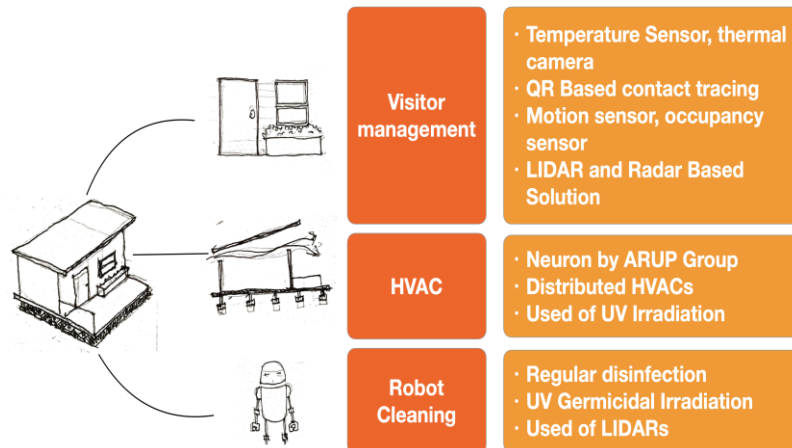 Visitor
management
· Temperature Sensor, thermal
camera
· QR Based contact tracing
· Motion sensor, occupancy
sensor
· LIDAR and Radar Based
Solution
HVAC
· Neuron by ARUP Group
· Distributed HVACs
· Used of UV Irradiation
Robot
Cleaning
· Regular disinfection
· UV Germicidal Irradiation
· Used of LIDARs